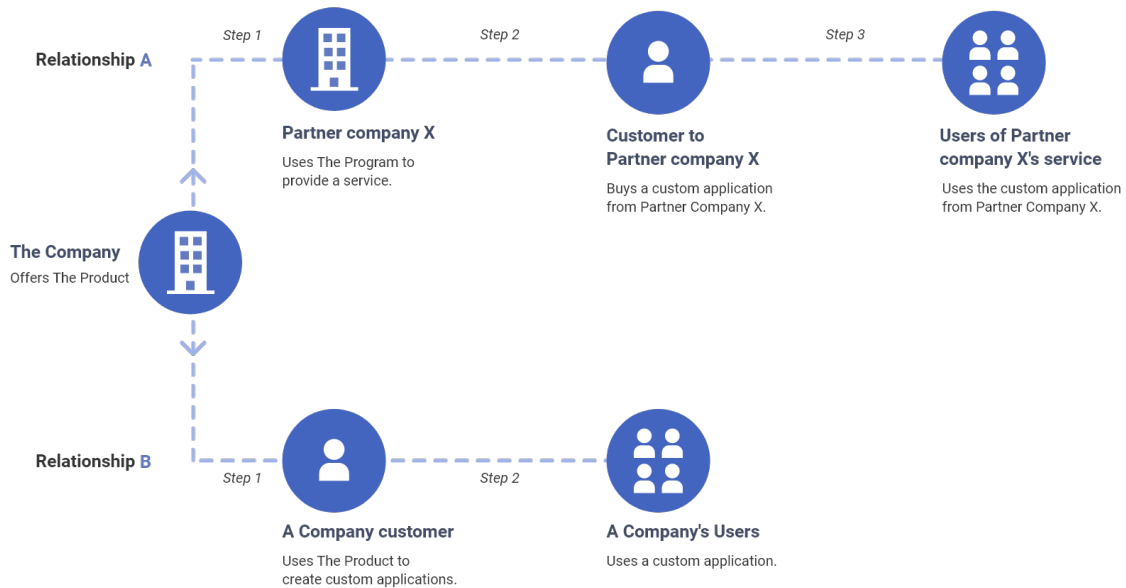 Step 1
Step 2
Step 3
Relationship A
Partner company X
Uses The Program to
provide a service.
Customer to
Partner company X
Buys a custom application
from Partner Company X.
Users of Partner
company X's service
Uses the custom application
from Partner Company X.
The Company
Offers The Product
Relationship B
Step 1
Step 2
A Company customer
Uses The Product to
create custom applications.
A Company's Users
Uses a custom application.